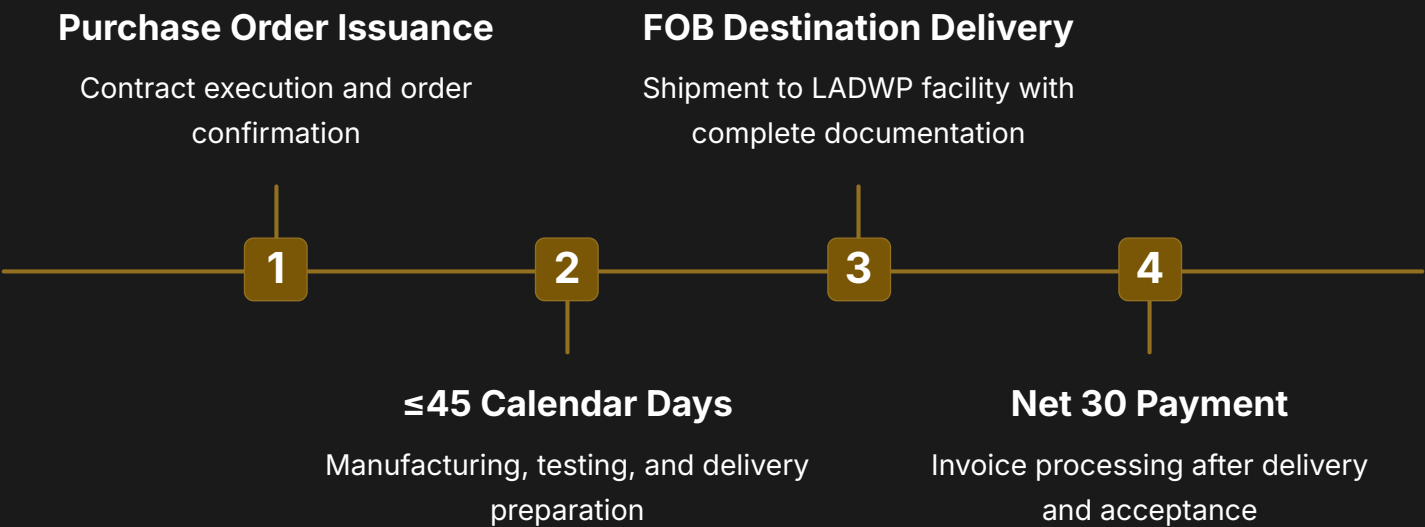 Purchase Order Issuance
Contract execution and order
confirmation
FOB Destination Delivery
Shipment to LADWP facility with
complete documentation
1
2
3
4
≤45 Calendar Days
Manufacturing, testing, and delivery
preparation
Net 30 Payment
Invoice processing after delivery
and acceptance